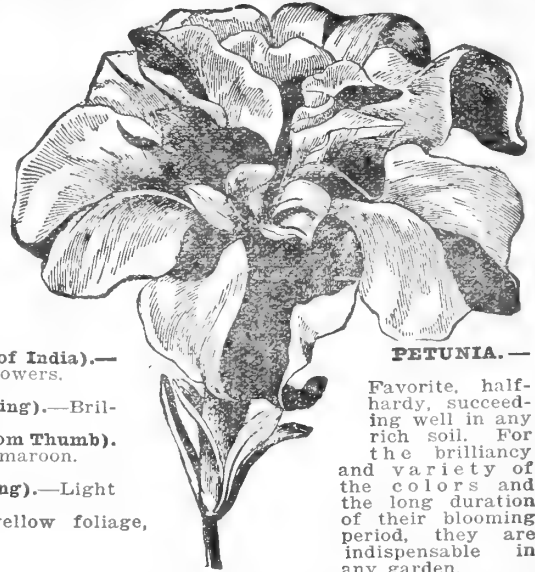 of India).—
owers.
ing).—Bril-
om Thumb).
maroon.
ng).—Light
ellow foliage,
PETUNIA.—
Favorite, half-
hardy, succeed-
ing well in any
rich soil. For
the brilliancy
and variety of
the colors and
the long duration
of their blooming
period, they are
indispensable in
any garden